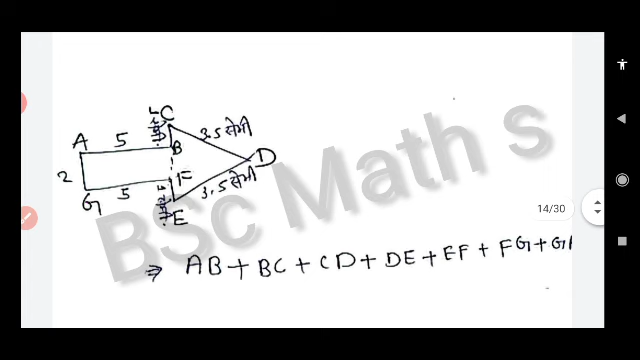 C
3.5 सेमी
A 5 B
2 F D
G 5 3.5 सेमी
E
BSc Math s
14/30
⇒ AB + BC + CD + DE + EF + FG + G